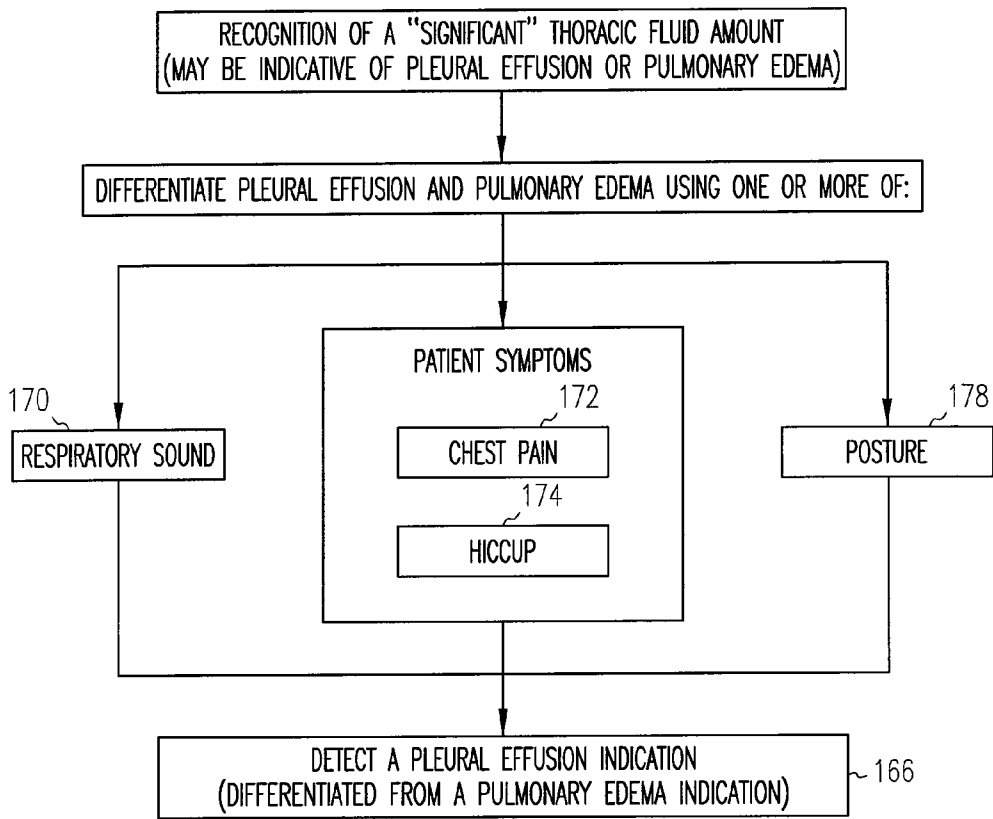 RECOGNITION OF A "SIGNIFICANT" THORACIC FLUID AMOUNT
(MAY BE INDICATIVE OF PLEURAL EFFUSION OR PULMONARY EDEMA)
DIFFERENTIATE PLEURAL EFFUSION AND PULMONARY EDEMA USING ONE OR MORE OF:
PATIENT SYMPTOMS
170
RESPIRATORY SOUND
172
CHEST PAIN
174
HICCUP
178
POSTURE
DETECT A PLEURAL EFFUSION INDICATION
(DIFFERENTIATED FROM A PULMONARY EDEMA INDICATION)
166